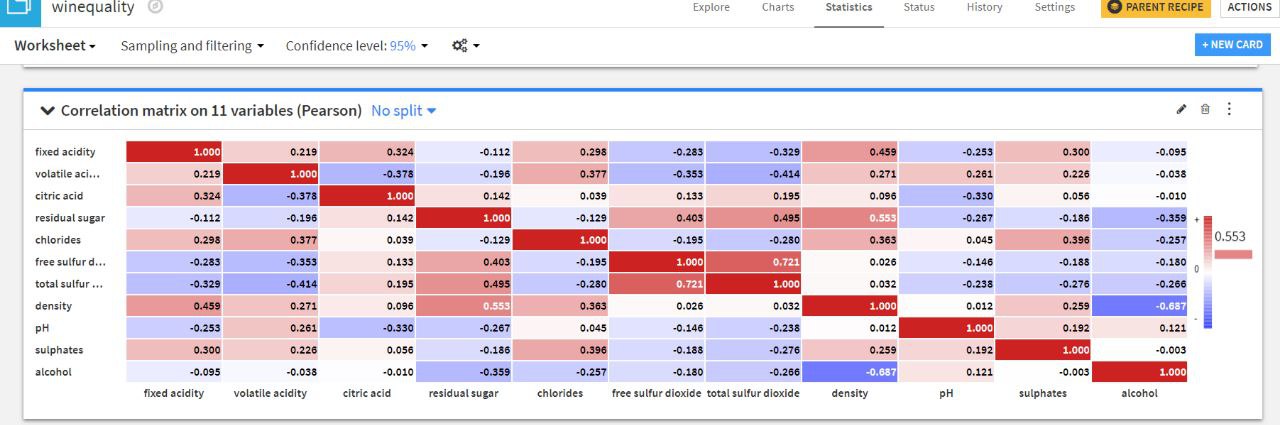 winequality Explore Charts Statistics Status History Settings PARENT RECIPE ACTIONS
Worksheet Sampling and filtering Confidence level: 95% + NEW CARD
Correlation matrix on 11 variables (Pearson) No split
fixed acidity 1.000 0.219 0.324 -0.112 0.298 -0.283 -0.329 0.459 -0.253 0.300 -0.095
volatile aci... 0.219 1.000 -0.378 -0.196 0.377 -0.353 -0.414 0.271 0.261 0.226 -0.038
citric acid 0.324 -0.378 1.000 0.142 0.039 0.133 0.195 0.096 -0.330 0.056 -0.010
residual sugar -0.112 -0.196 0.142 1.000 -0.129 0.403 0.495 0.553 -0.267 -0.186 -0.359 +
chlorides 0.298 0.377 0.039 -0.129 1.000 -0.195 -0.280 0.363 0.045 0.396 -0.257 0.553
free sulfur d... -0.283 -0.353 0.133 0.403 -0.195 1.000 0.721 0.026 -0.146 -0.188 -0.180 0
total sulfur ... -0.329 -0.414 0.195 0.495 -0.280 0.721 1.000 0.032 -0.238 -0.276 -0.266
density 0.459 0.271 0.096 0.553 0.363 0.026 0.032 1.000 0.012 0.259 -0.687 -
pH -0.253 0.261 -0.330 -0.267 0.045 -0.146 -0.238 0.012 1.000 0.192 0.121
sulphates 0.300 0.226 0.056 -0.186 0.396 -0.188 -0.276 0.259 0.192 1.000 -0.003
alcohol -0.095 -0.038 -0.010 -0.359 -0.257 -0.180 -0.266 -0.687 0.121 -0.003 1.000
fixed acidity volatile acidity citric acid residual sugar chlorides free sulfur dioxide total sulfur dioxide density pH sulphates alcohol